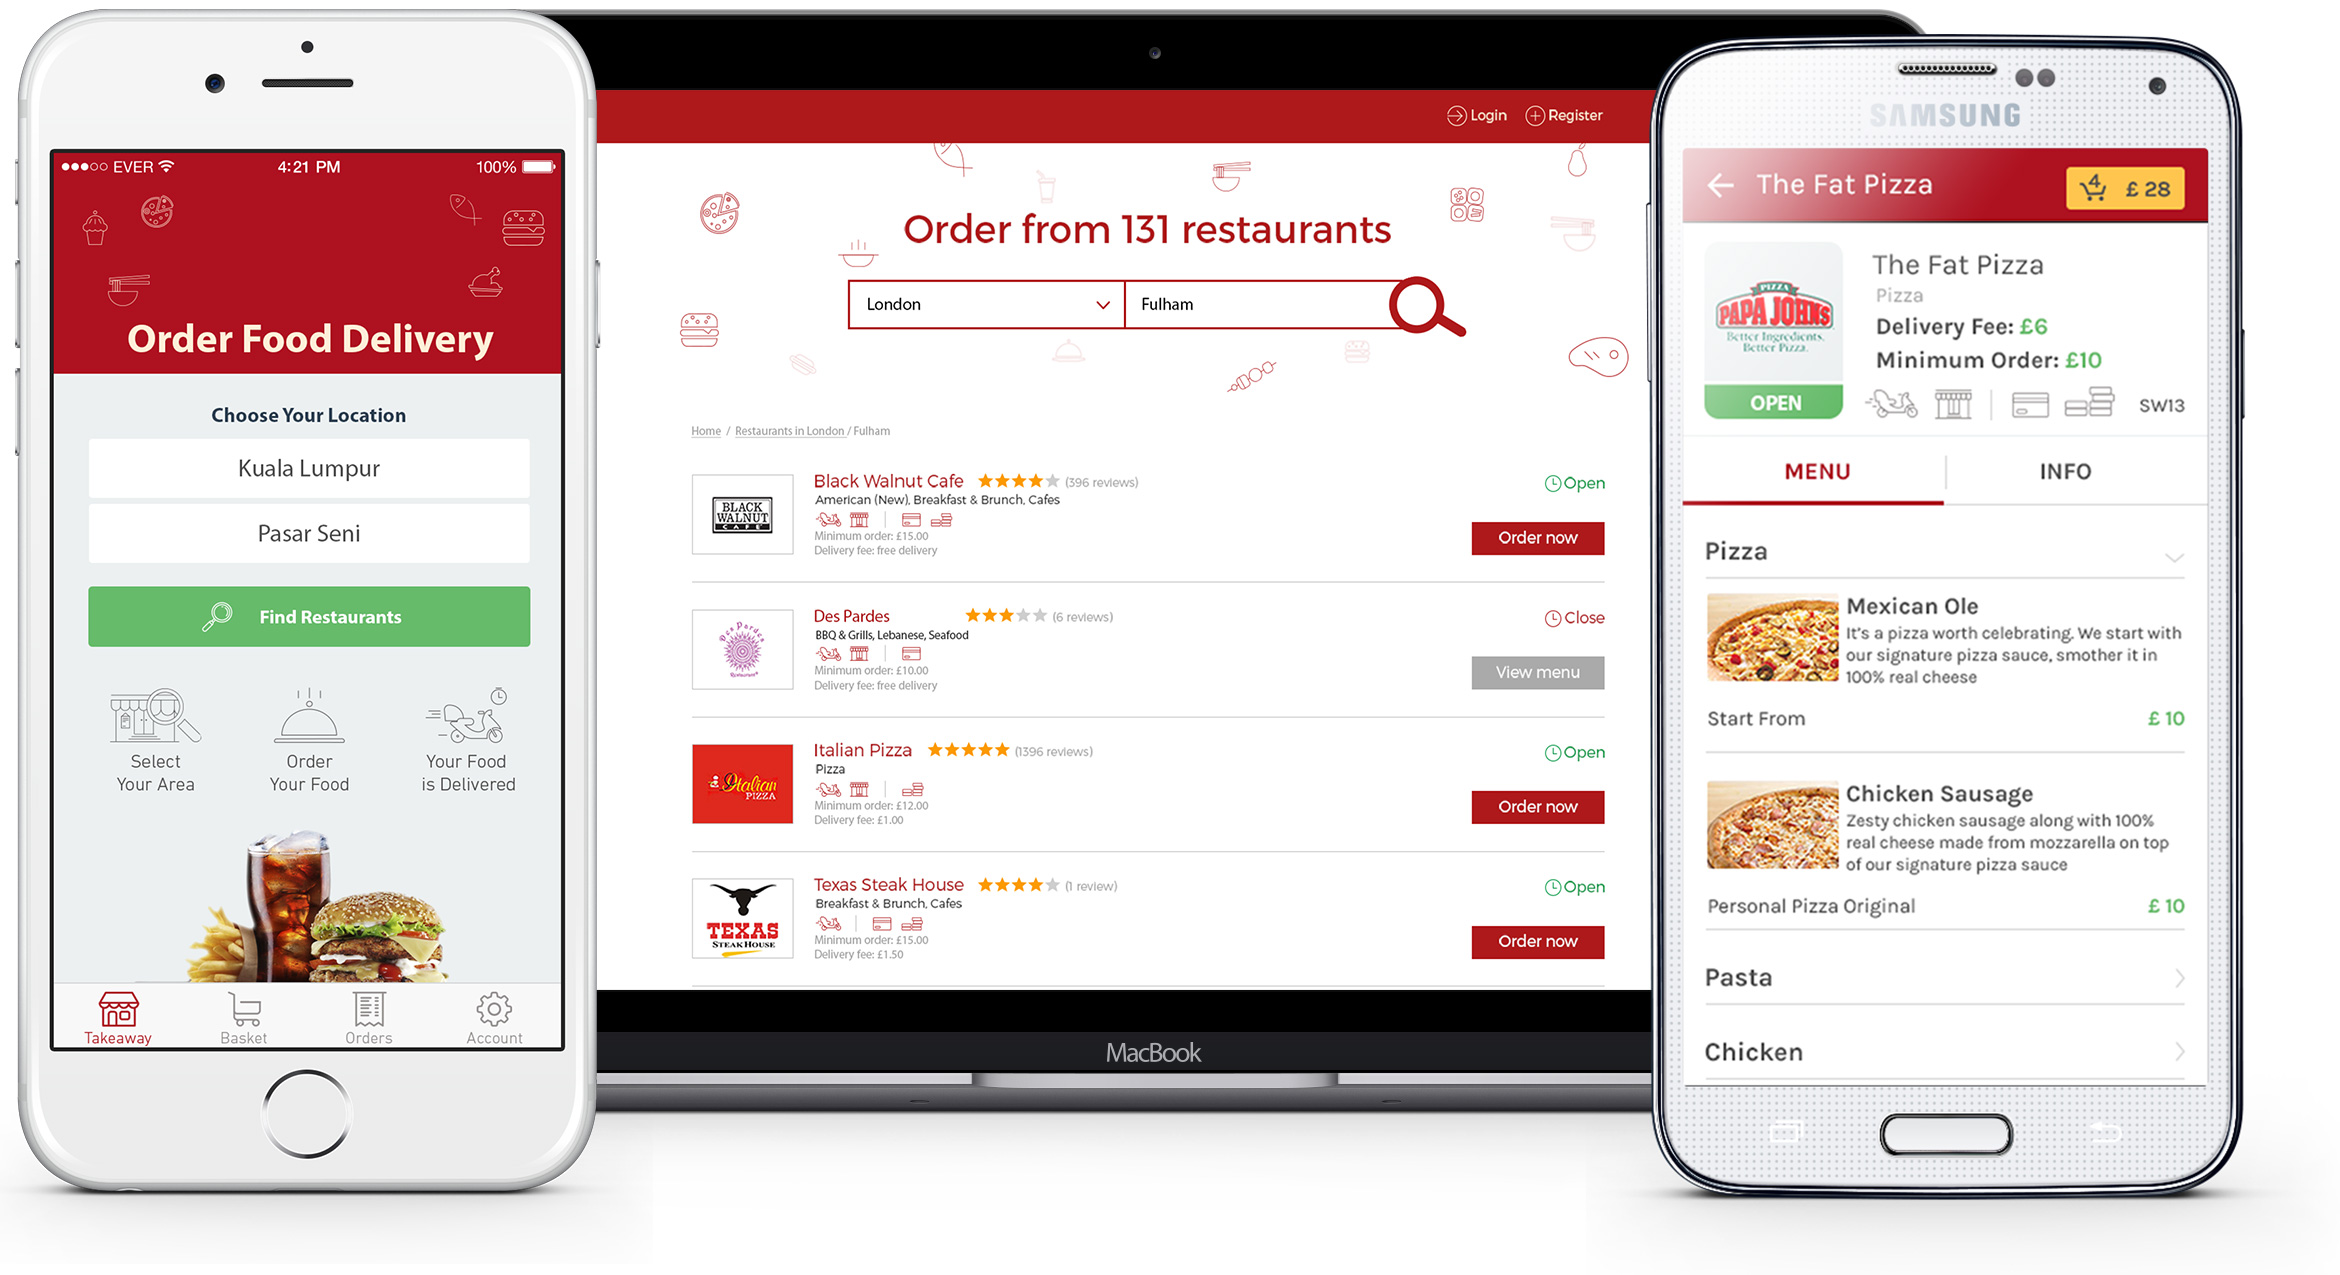 EVER
4:21 PM
100%
Order Food Delivery
Choose Your Location
Kuala Lumpur
Pasar Seni
Find Restaurants
Select
Your Area
Order
Your Food
Your Food
is Delivered
Takeaway
Basket
Orders
Account
Login
Register
Order from 131 restaurants
London
Fulham
Home / Restaurants in London / Fulham
BLACK
WALNUT
CAFE
Black Walnut Cafe
(396 reviews)
American (New), Breakfast & Brunch, Cafes
Minimum order: £15.00
Delivery fee: free delivery
Open
Order now
Des Pardes
Restaurant
Des Pardes
(6 reviews)
BBQ & Grills, Lebanese, Seafood
Minimum order: £10.00
Delivery fee: free delivery
Close
View menu
Italian
PIZZA
Italian Pizza
(1396 reviews)
Pizza
Minimum order: £12.00
Delivery fee: £1.00
Open
Order now
TEXAS
STEAK HOUSE
Texas Steak House
(1 review)
Breakfast & Brunch, Cafes
Minimum order: £15.00
Delivery fee: £1.50
Open
Order now
MacBook
SAMSUNG
The Fat Pizza
4
£ 28
PIZZA
PAPA JOHNS
Better Ingredients.
Better Pizza.
OPEN
The Fat Pizza
Pizza
Delivery Fee: £6
Minimum Order: £10
SW13
MENU
INFO
Pizza
Mexican Ole
It's a pizza worth celebrating. We start with
our signature pizza sauce, smother it in
100% real cheese
Start From
£ 10
Chicken Sausage
Zesty chicken sausage along with 100%
real cheese made from mozzarella on top
of our signature pizza sauce
Personal Pizza Original
£ 10
Pasta
Chicken